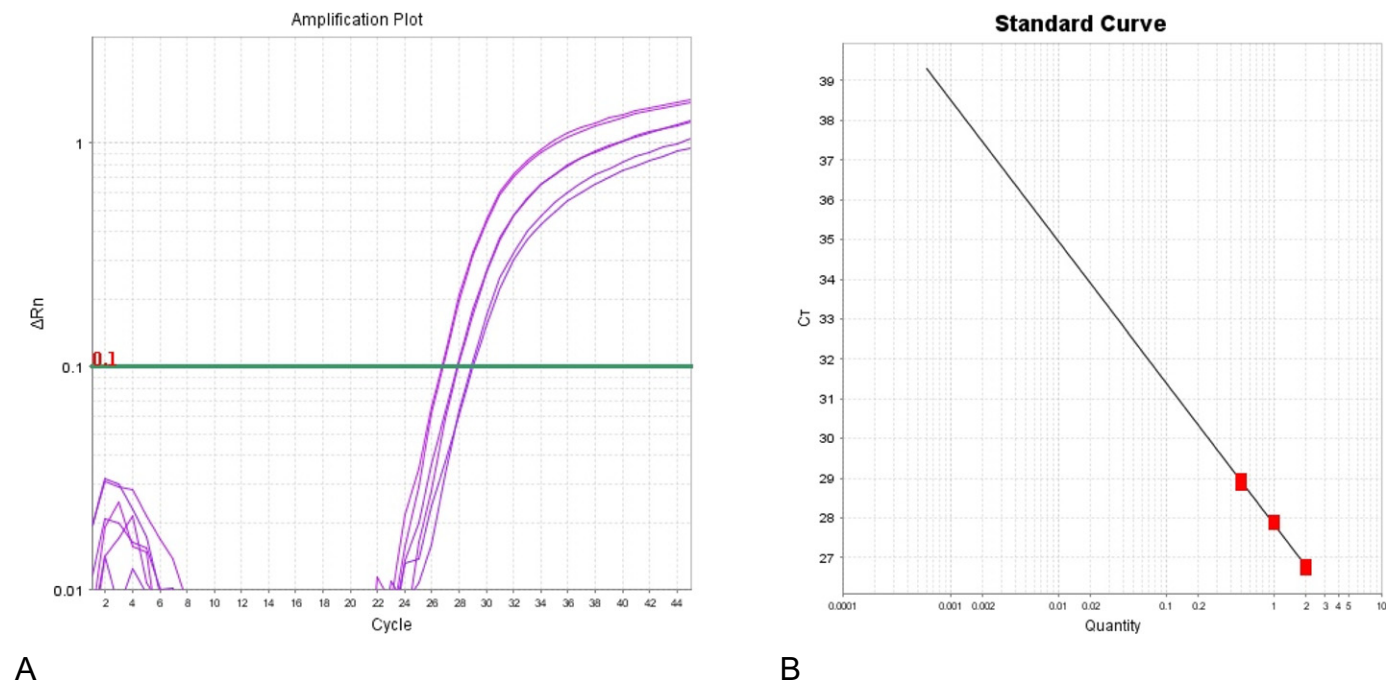 Amplification Plot
1
0.1
0.1
0.01
ΔRn
2 4 6 8 10 12 14 16 18 20 22 24 26 28 30 32 34 36 38 40 42 44
Cycle
A
Standard Curve
39
38
37
36
35
34
33
32
31
30
29
28
27
Cт
0.0001 0.001 0.002 0.01 0.02 0.1 0.2 1 2 3 4 5 10
Quantity
B